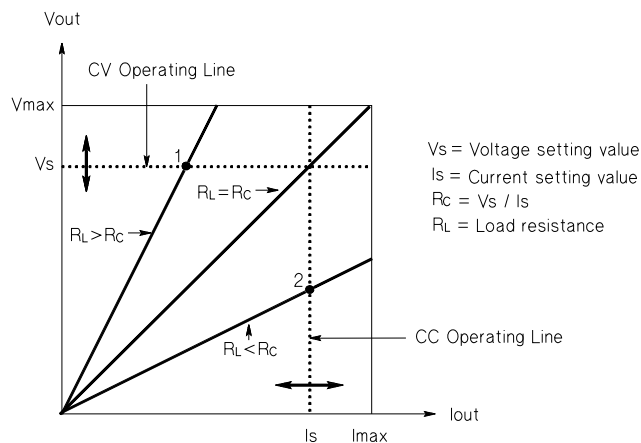 Vout
CV Operating Line
Vmax
Vs
1
RL=RC
RL>RC
2
RL<RC
CC Operating Line
Is
Imax
Iout
Vs = Voltage setting value
Is = Current setting value
Rc = Vs / Is
RL = Load resistance